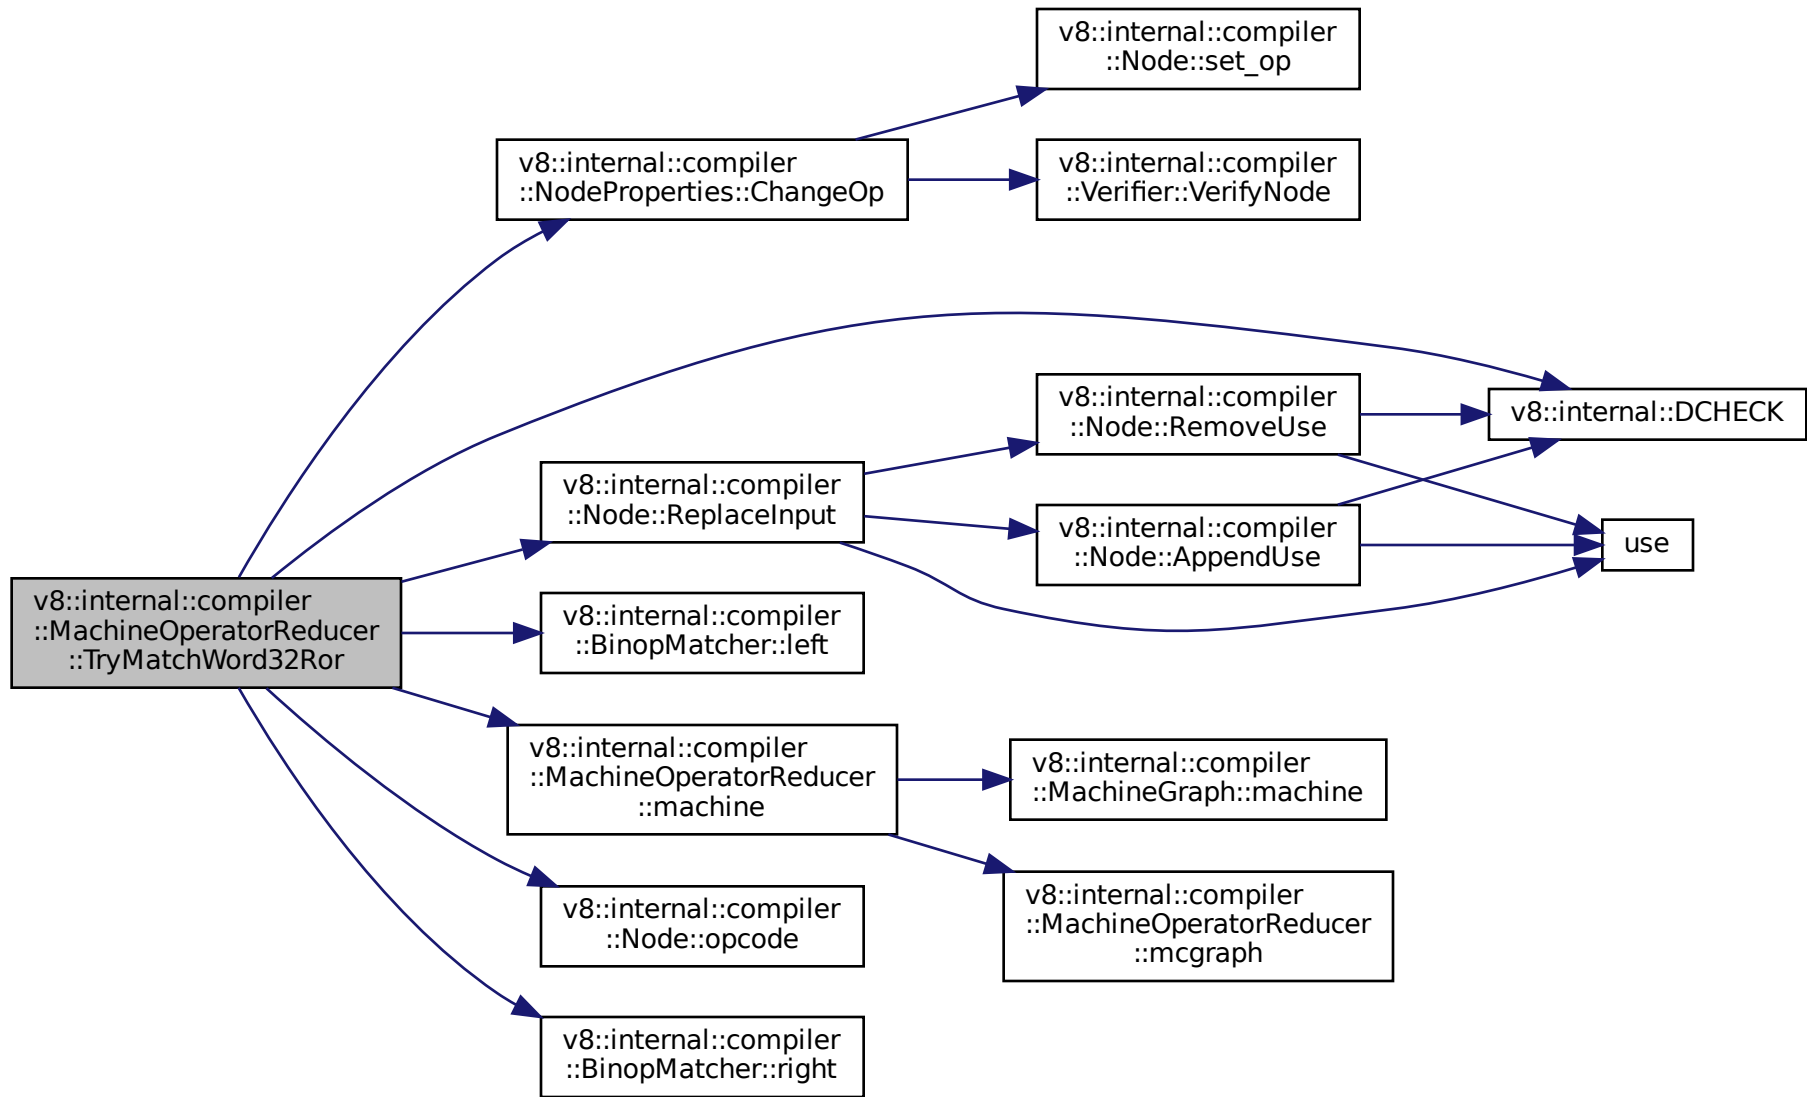 v8::internal::compiler
::Node::set_op
v8::internal::compiler
::NodeProperties::ChangeOp
v8::internal::compiler
::Verifier::VerifyNode
v8::internal::compiler
::Node::RemoveUse
v8::internal::DCHECK
v8::internal::compiler
::Node::ReplaceInput
v8::internal::compiler
::Node::AppendUse
use
v8::internal::compiler
::MachineOperatorReducer
::TryMatchWord32Ror
v8::internal::compiler
::BinopMatcher::left
v8::internal::compiler
::MachineOperatorReducer
::machine
v8::internal::compiler
::MachineGraph::machine
v8::internal::compiler
::Node::opcode
v8::internal::compiler
::MachineOperatorReducer
::mcgraph
v8::internal::compiler
::BinopMatcher::right